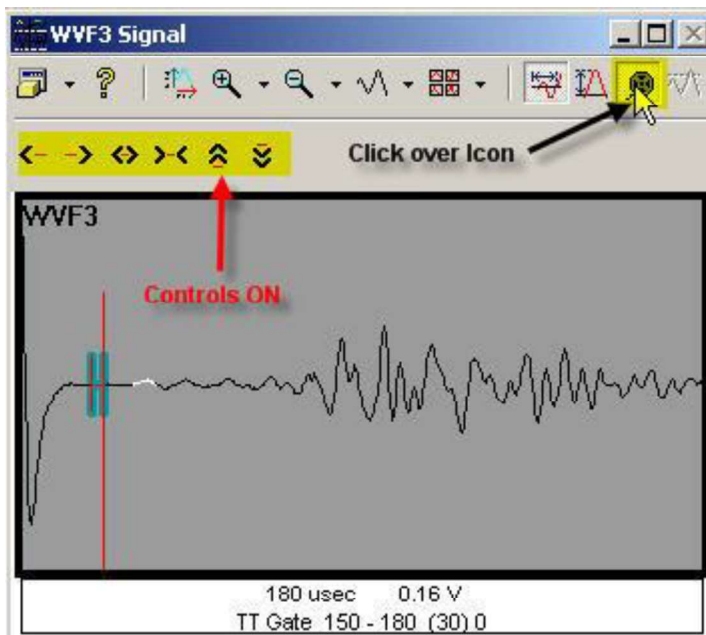 WVF3 Signal
Click over Icon
WVF3
Controls ON
180 usec 0.16 V
TT Gate 150 - 180 (30) 0